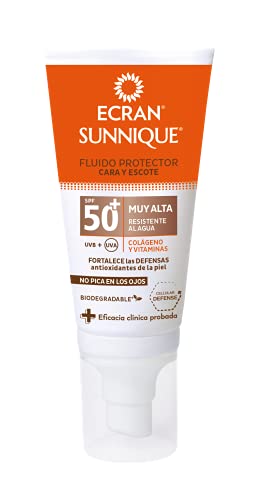 ECRAN®
SUNNIQUE®
FLUIDO PROTECTOR
CARA Y ESCOTE
SPF
50+
MUY ALTA
RESISTENTE
AL AGUA
UVB + UVA
COLÁGENO
Y VITAMINAS
FORTALECE las DEFENSAS
antioxidantes de la piel
NO PICA EN LOS OJOS
BIODEGRADABLE*
CELLULAR
DEFENSE
+ Eficacia clínica probada